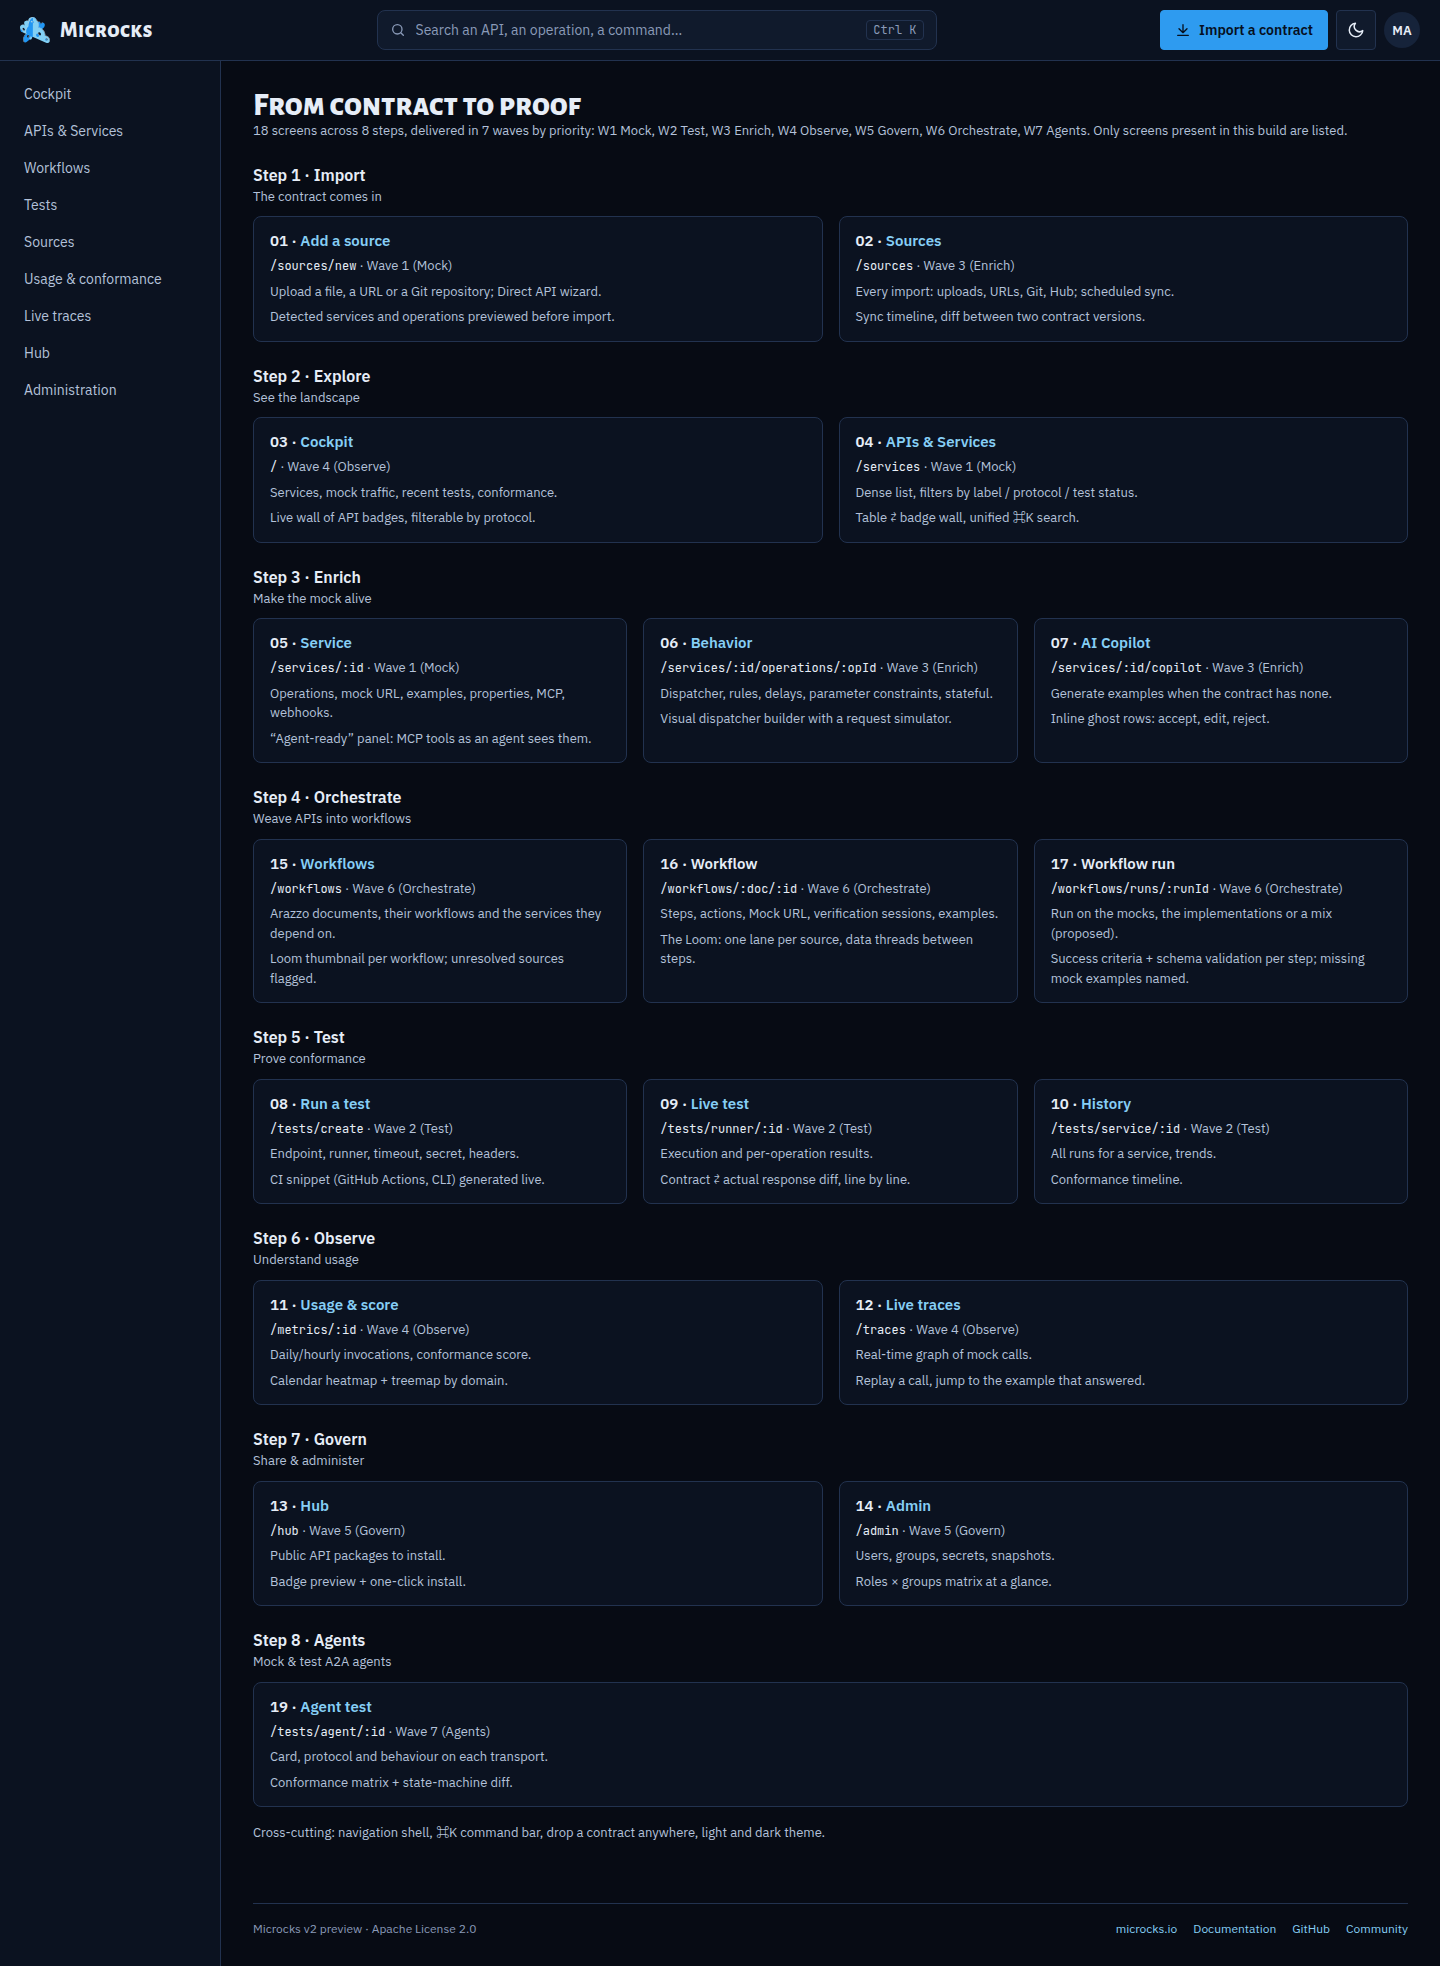 Microcks
Search an API, an operation, a command...
Ctrl K
Import a contract
MA
Cockpit
APIs & Services
Workflows
Tests
Sources
Usage & conformance
Live traces
Hub
Administration
From contract to proof
18 screens across 8 steps, delivered in 7 waves by priority: W1 Mock, W2 Test, W3 Enrich, W4 Observe, W5 Govern, W6 Orchestrate, W7 Agents. Only screens present in this build are listed.
Step 1 · Import
The contract comes in
01 · Add a source
/sources/new · Wave 1 (Mock)
Upload a file, a URL or a Git repository; Direct API wizard.
Detected services and operations previewed before import.
02 · Sources
/sources · Wave 3 (Enrich)
Every import: uploads, URLs, Git, Hub; scheduled sync.
Sync timeline, diff between two contract versions.
Step 2 · Explore
See the landscape
03 · Cockpit
/ · Wave 4 (Observe)
Services, mock traffic, recent tests, conformance.
Live wall of API badges, filterable by protocol.
04 · APIs & Services
/services · Wave 1 (Mock)
Dense list, filters by label / protocol / test status.
Table ⇄ badge wall, unified ⌘K search.
Step 3 · Enrich
Make the mock alive
05 · Service
/services/:id · Wave 1 (Mock)
Operations, mock URL, examples, properties, MCP,
webhooks.
“Agent-ready” panel: MCP tools as an agent sees them.
06 · Behavior
/services/:id/operations/:opId · Wave 3 (Enrich)
Dispatcher, rules, delays, parameter constraints, stateful.
Visual dispatcher builder with a request simulator.
07 · AI Copilot
/services/:id/copilot · Wave 3 (Enrich)
Generate examples when the contract has none.
Inline ghost rows: accept, edit, reject.
Step 4 · Orchestrate
Weave APIs into workflows
15 · Workflows
/workflows · Wave 6 (Orchestrate)
Arazzo documents, their workflows and the services they
depend on.
Loom thumbnail per workflow; unresolved sources
flagged.
16 · Workflow
/workflows/:doc/:id · Wave 6 (Orchestrate)
Steps, actions, Mock URL, verification sessions, examples.
The Loom: one lane per source, data threads between
steps.
17 · Workflow run
/workflows/runs/:runId · Wave 6 (Orchestrate)
Run on the mocks, the implementations or a mix
(proposed).
Success criteria + schema validation per step; missing
mock examples named.
Step 5 · Test
Prove conformance
08 · Run a test
/tests/create · Wave 2 (Test)
Endpoint, runner, timeout, secret, headers.
CI snippet (GitHub Actions, CLI) generated live.
09 · Live test
/tests/runner/:id · Wave 2 (Test)
Execution and per-operation results.
Contract ⇄ actual response diff, line by line.
10 · History
/tests/service/:id · Wave 2 (Test)
All runs for a service, trends.
Conformance timeline.
Step 6 · Observe
Understand usage
11 · Usage & score
/metrics/:id · Wave 4 (Observe)
Daily/hourly invocations, conformance score.
Calendar heatmap + treemap by domain.
12 · Live traces
/traces · Wave 4 (Observe)
Real-time graph of mock calls.
Replay a call, jump to the example that answered.
Step 7 · Govern
Share & administer
13 · Hub
/hub · Wave 5 (Govern)
Public API packages to install.
Badge preview + one-click install.
14 · Admin
/admin · Wave 5 (Govern)
Users, groups, secrets, snapshots.
Roles × groups matrix at a glance.
Step 8 · Agents
Mock & test A2A agents
19 · Agent test
/tests/agent/:id · Wave 7 (Agents)
Card, protocol and behaviour on each transport.
Conformance matrix + state-machine diff.
Cross-cutting: navigation shell, ⌘K command bar, drop a contract anywhere, light and dark theme.
Microcks v2 preview · Apache License 2.0
microcks.io
Documentation
GitHub
Community